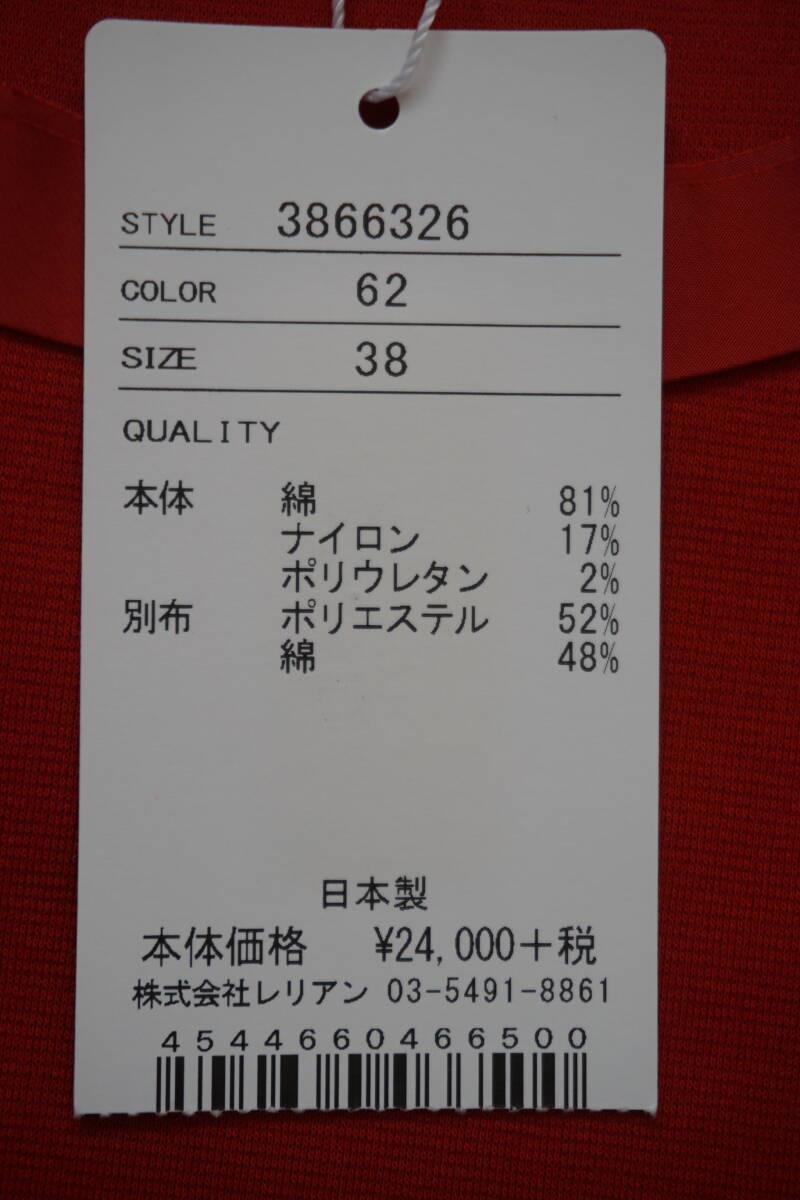 STYLE 3866326
COLOR 62
SIZE 38
QUALITY
本体 綿 81%
ナイロン 17%
ポリウレタン 2%
別布 ポリエステル 52%
綿 48%
日本製
本体価格 ¥24,000+税
株式会社レリアン 03-5491-8861
4544660466500